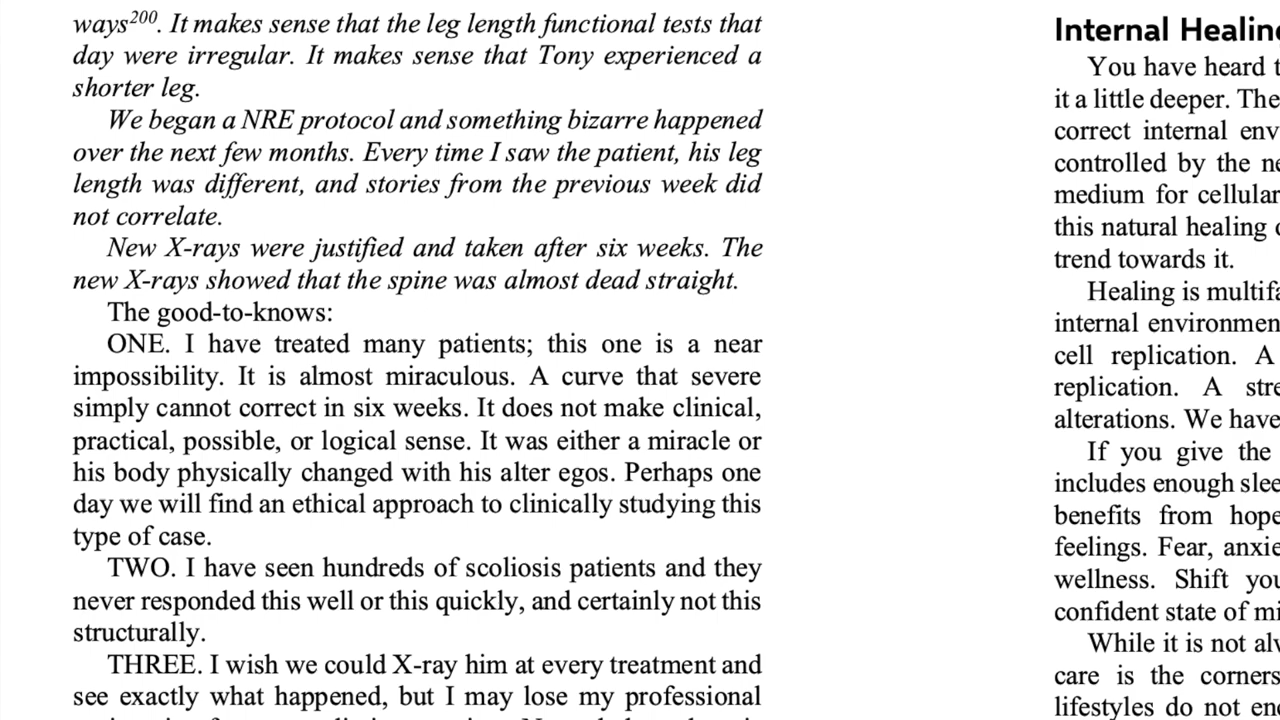 ways200. It makes sense that the leg length functional tests that
day were irregular. It makes sense that Tony experienced a
shorter leg.
We began a NRE protocol and something bizarre happened
over the next few months. Every time I saw the patient, his leg
length was different, and stories from the previous week did
not correlate.
New X-rays were justified and taken after six weeks. The
new X-rays showed that the spine was almost dead straight.
The good-to-knows:
ONE. I have treated many patients; this one is a near
impossibility. It is almost miraculous. A curve that severe
simply cannot correct in six weeks. It does not make clinical,
practical, possible, or logical sense. It was either a miracle or
his body physically changed with his alter egos. Perhaps one
day we will find an ethical approach to clinically studying this
type of case.
TWO. I have seen hundreds of scoliosis patients and they
never responded this well or this quickly, and certainly not this
structurally.
THREE. I wish we could X-ray him at every treatment and
see exactly what happened, but I may lose my professional
Internal Healing
You have heard t
it a little deeper. The
correct internal env
controlled by the ne
medium for cellular
this natural healing
trend towards it.
Healing is multifa
internal environmen
cell replication. A
replication. A stre
alterations. We have
If you give the
includes enough slee
benefits from hope
feelings. Fear, anxie
wellness. Shift you
confident state of mi
While it is not alv
care is the corners
lifestyles do not en